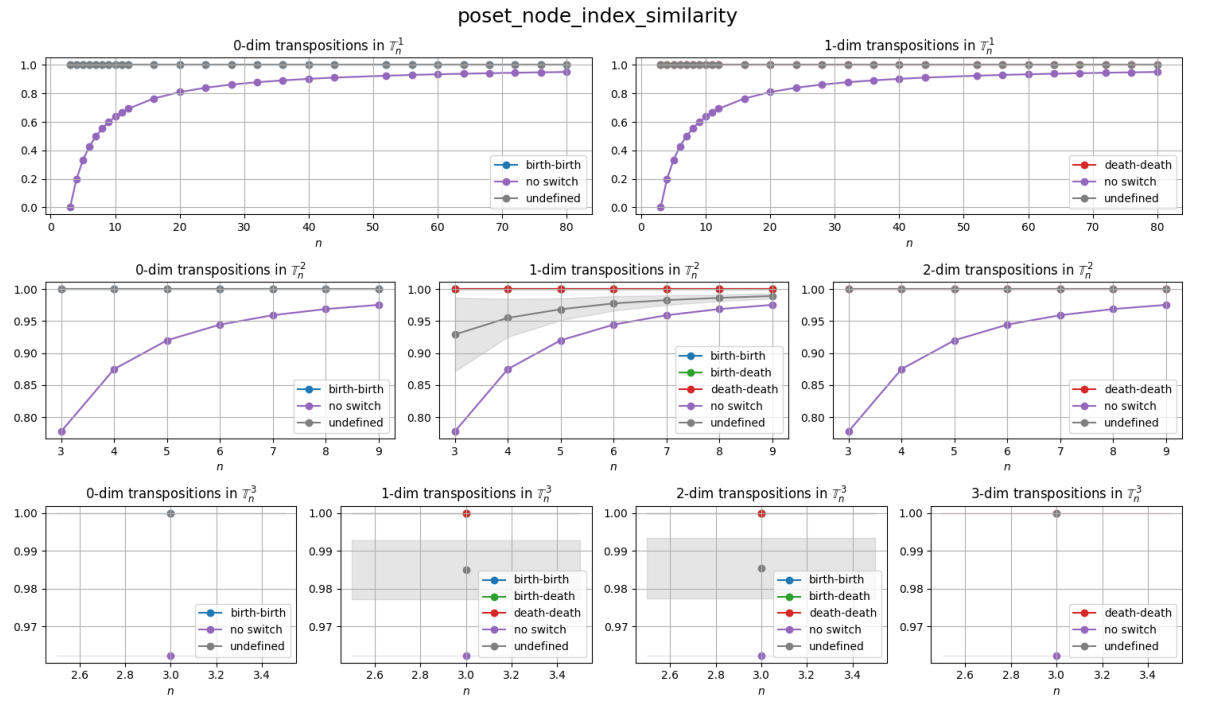 poset_node_index_similarity
0-dim transpositions in 𝕋ₙ¹
1-dim transpositions in 𝕋ₙ¹
1.0
0.8
0.6
0.4
0.2
0.0
birth-birth
no switch
undefined
0 10 20 30 40 50 60 70 80
n
1.0
0.8
0.6
0.4
0.2
0.0
death-death
no switch
undefined
0 10 20 30 40 50 60 70 80
n
0-dim transpositions in 𝕋ₙ²
1-dim transpositions in 𝕋ₙ²
2-dim transpositions in 𝕋ₙ²
1.00
0.95
0.90
0.85
0.80
birth-birth
no switch
undefined
3 4 5 6 7 8 9
n
1.00
0.95
0.90
0.85
0.80
birth-birth
birth-death
death-death
no switch
undefined
3 4 5 6 7 8 9
n
1.00
0.95
0.90
0.85
0.80
death-death
no switch
undefined
3 4 5 6 7 8 9
n
0-dim transpositions in 𝕋ₙ³
1-dim transpositions in 𝕋ₙ³
2-dim transpositions in 𝕋ₙ³
3-dim transpositions in 𝕋ₙ³
1.00
0.99
0.98
0.97
birth-birth
no switch
undefined
2.6 2.8 3.0 3.2 3.4
n
1.00
0.99
0.98
0.97
birth-birth
birth-death
death-death
no switch
undefined
2.6 2.8 3.0 3.2 3.4
n
1.00
0.99
0.98
0.97
birth-birth
birth-death
death-death
no switch
undefined
2.6 2.8 3.0 3.2 3.4
n
1.00
0.99
0.98
0.97
death-death
no switch
undefined
2.6 2.8 3.0 3.2 3.4
n